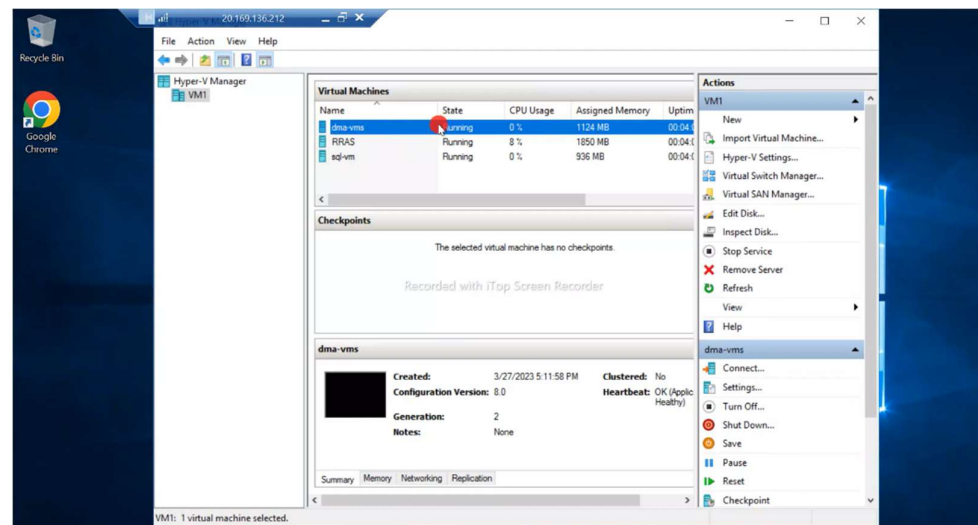 20.169.136.212
File Action View Help
Recycle Bin
Google
Chrome
Hyper-V Manager
VM1
Virtual Machines
Name State CPU Usage Assigned Memory Uptim
dma-vms Running 0 % 1124 MB 00:04:0
RRAS Running 8 % 1850 MB 00:04:0
sql-vm Running 0 % 936 MB 00:04:0
Checkpoints
The selected virtual machine has no checkpoints.
Recorded with iTop Screen Recorder
dma-vms
Created: 3/27/2023 5:11:58 PM Clustered: No
Configuration Version: 8.0 Heartbeat: OK (Applic
Healthy)
Generation: 2
Notes: None
Summary Memory Networking Replication
Actions
VM1
New
Import Virtual Machine...
Hyper-V Settings...
Virtual Switch Manager...
Virtual SAN Manager...
Edit Disk...
Inspect Disk...
Stop Service
Remove Server
Refresh
View
Help
dma-vms
Connect...
Settings...
Turn Off...
Shut Down...
Save
Pause
Reset
Checkpoint
VM1: 1 virtual machine selected.